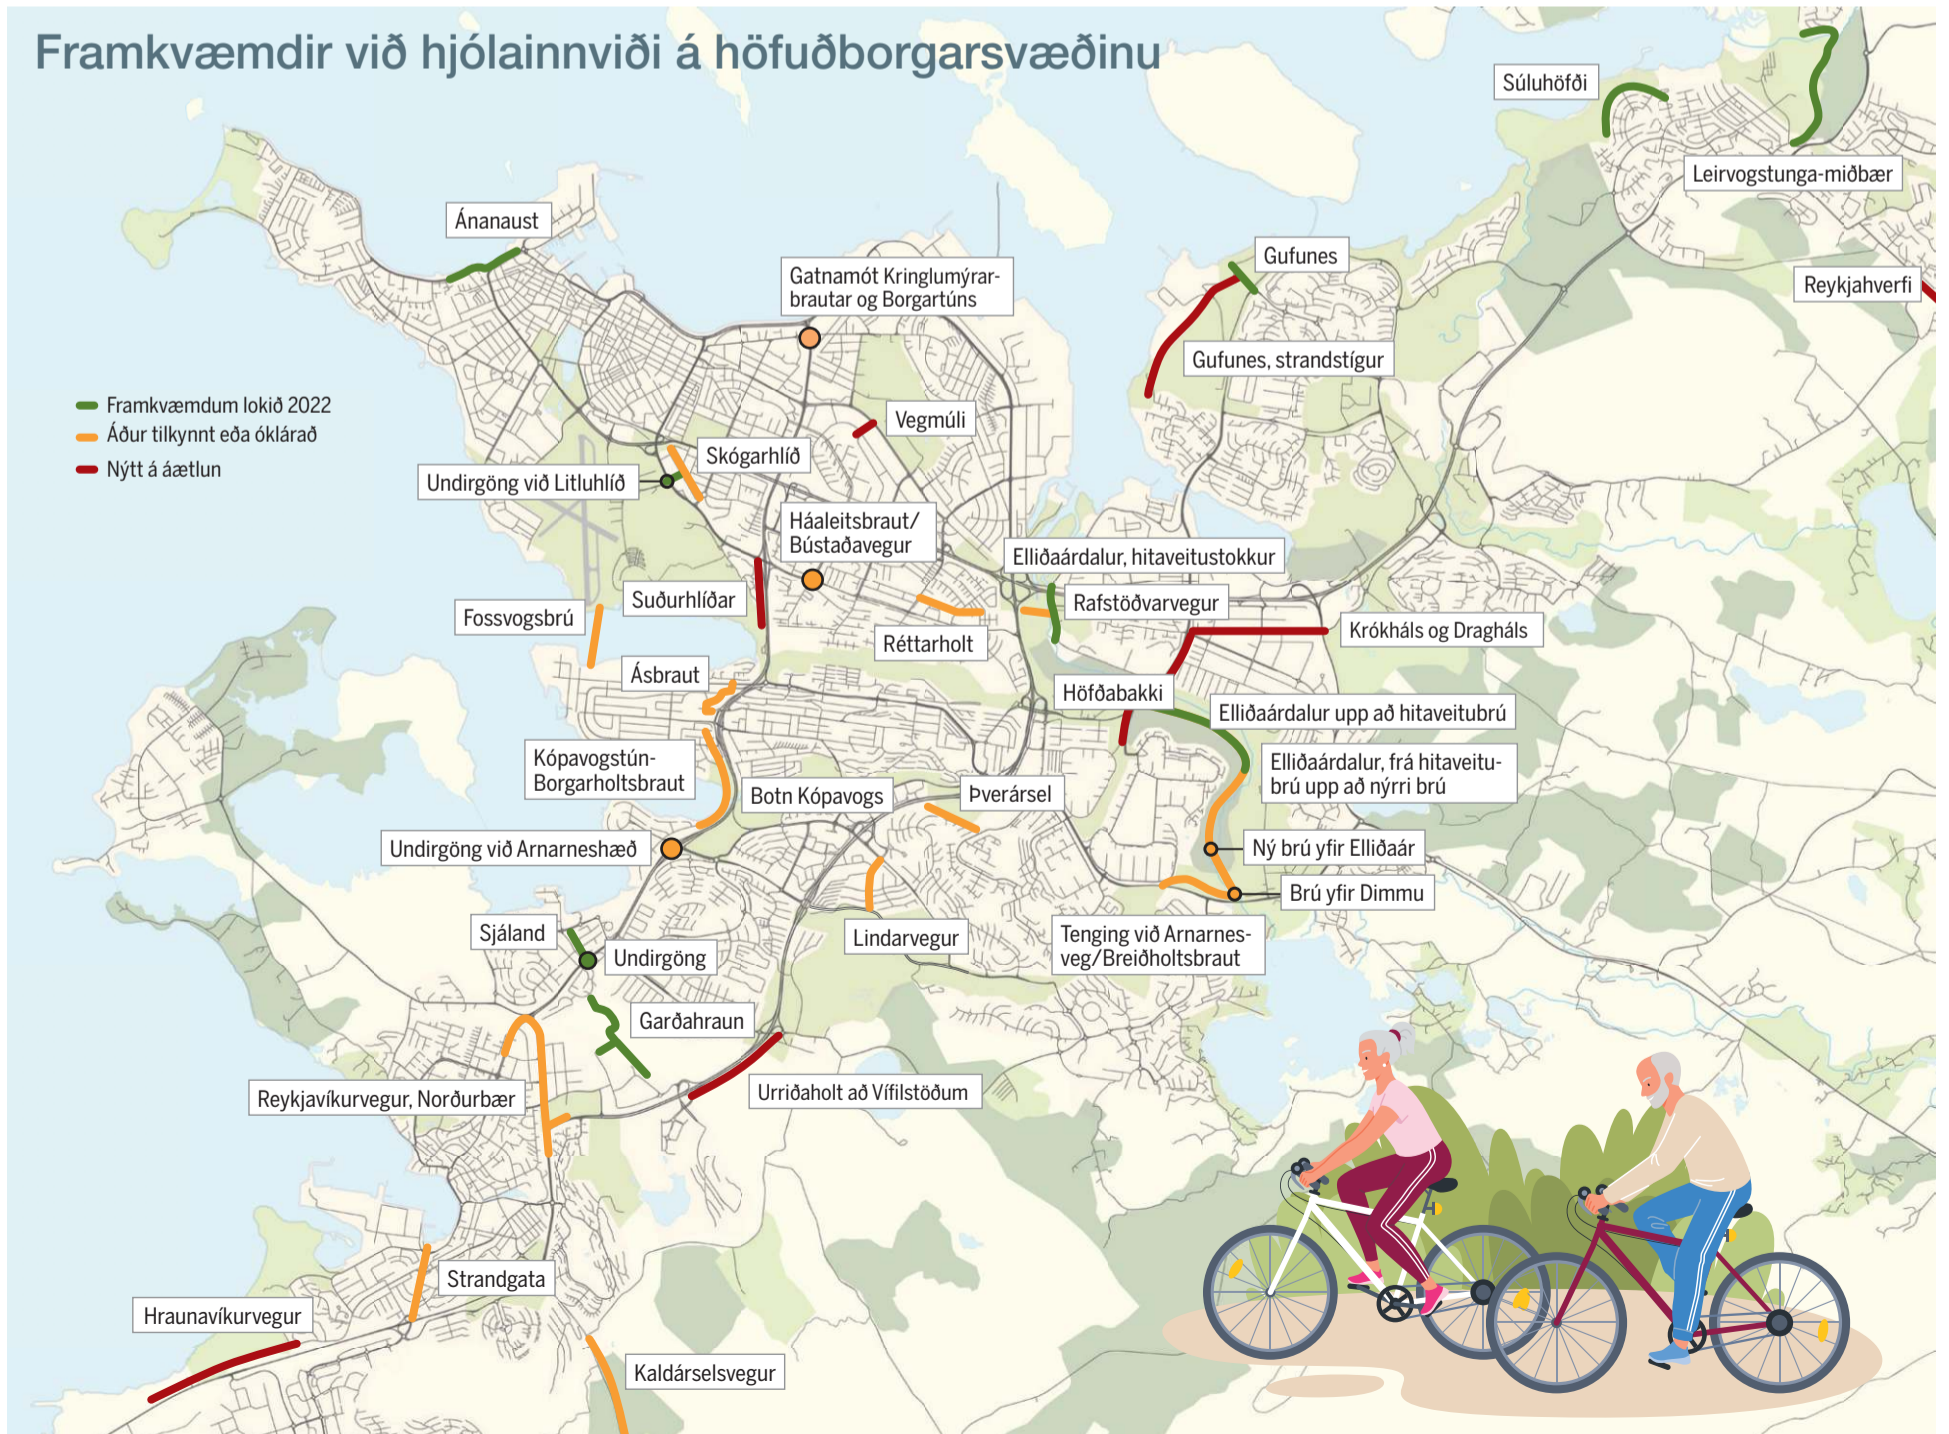 Framkvæmdir við hjólainnviði á höfuðborgarsvæðinu
Súluhöfði
Leirvogstunga-miðbær
Reykjahverfi
Ánanaust
Gufunes
Gatnamót Kringlumýrar-
brautar og Borgartúns
Gufunes, strandstígur
Framkvæmdum lokið 2022
Áður tilkynnt eða óklárað
Nýtt á áætlun
Vegmúli
Skógarhlíð
Undirgöng við Litluhlíð
Háaleitsbraut/
Bústaðavegur
Elliðaárdalur, hitaveitustokkur
Suðurhlíðar
Rafstöðvarvegur
Fossvogsbrú
Réttarholt
Krókháls og Dragháls
Ásbraut
Höfðabakki
Elliðaárdalur upp að hitaveitubrú
Kópavogstún-
Borgarholtsbraut
Elliðaárdalur, frá hitaveitu-
brú upp að nýrri brú
Botn Kópavogs
Þverársel
Undirgöng við Arnarneshæð
Ný brú yfir Elliðaár
Brú yfir Dimmu
Sjáland
Undirgöng
Lindarvegur
Tenging við Arnarnes-
veg/Breiðholtsbraut
Garðahraun
Reykjavíkurvegur, Norðurbær
Urriðaholt að Vífilstöðum
Strandgata
Hraunavíkurvegur
Kaldárselsvegur